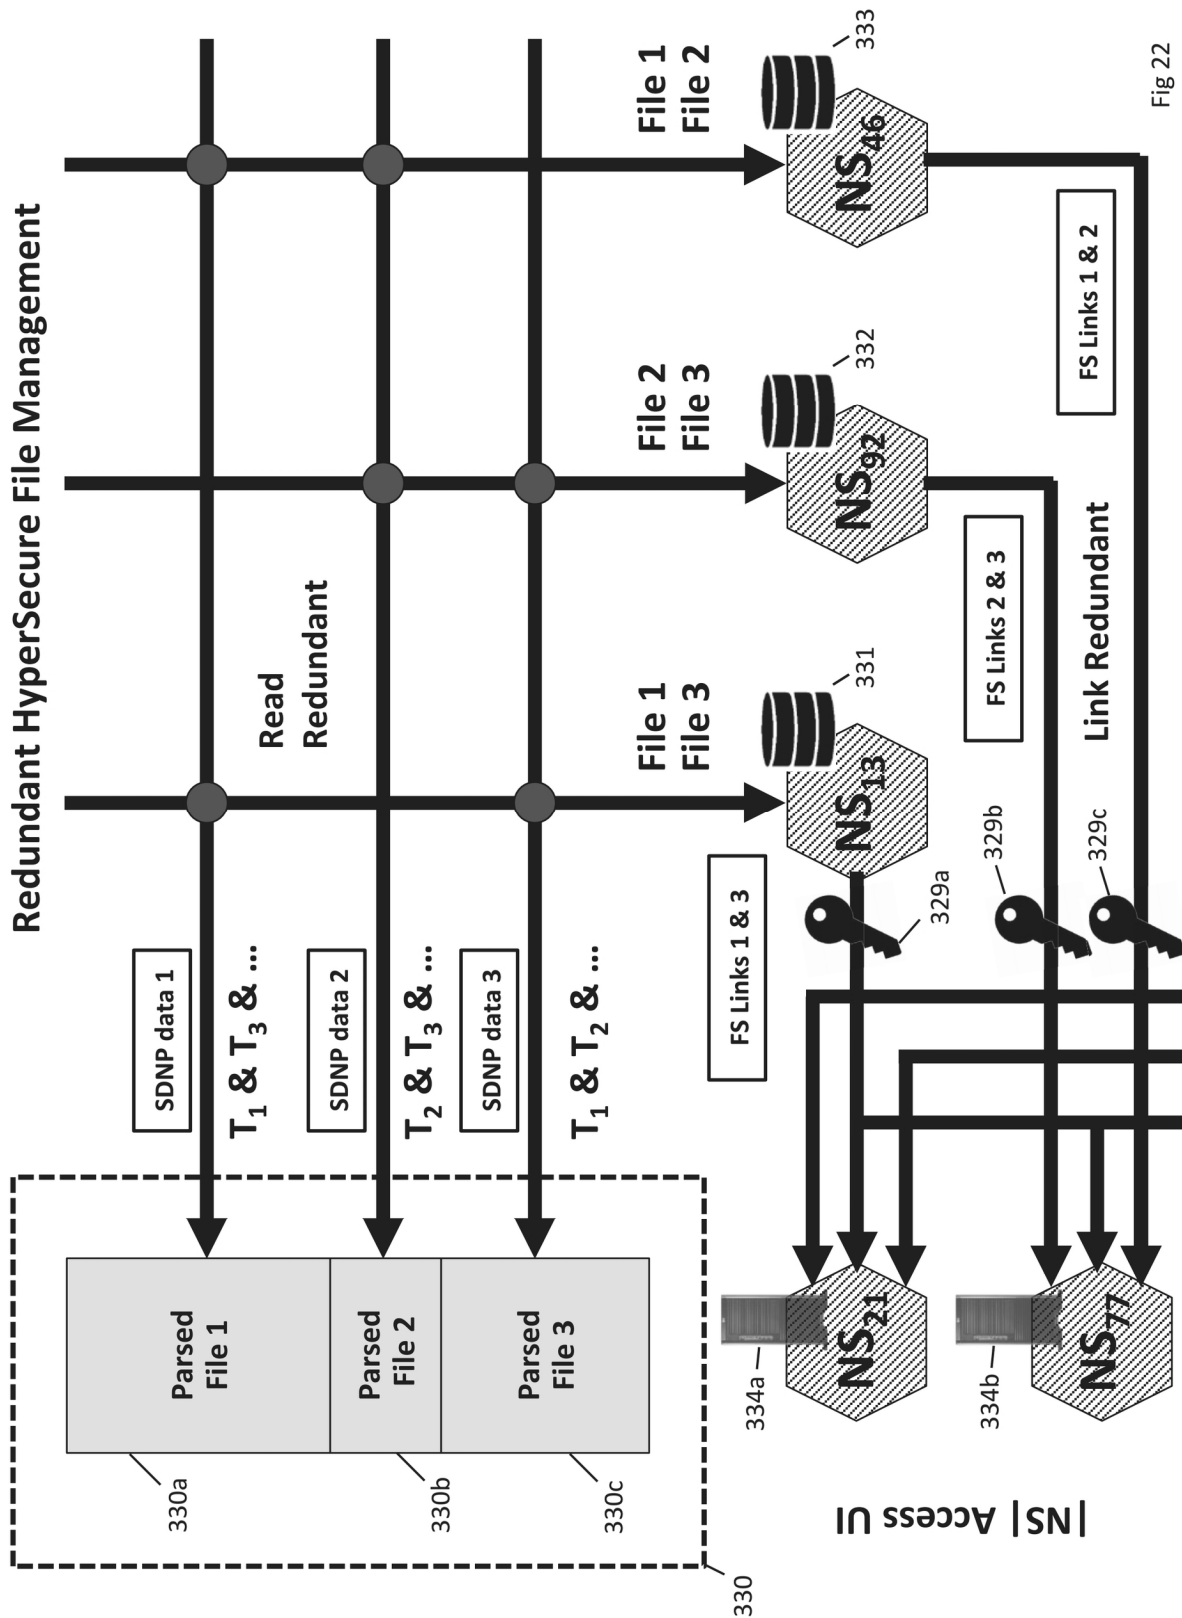 Redundant HyperSecure File Management
330a
330b
330c
330
Parsed
File 1
Parsed
File 2
Parsed
File 3
SDNP data 1
T1 & T3 & ...
SDNP data 2
T2 & T3 & ...
SDNP data 3
T1 & T2 & ...
Read
Redundant
File 1
File 3
File 2
File 3
File 1
File 2
331
332
333
NS13
NS92
NS46
FS Links 1 & 3
FS Links 2 & 3
FS Links 1 & 2
Link Redundant
329a
329b
329c
334a
NS21
334b
NS77
|NS| Access UI
Fig 22